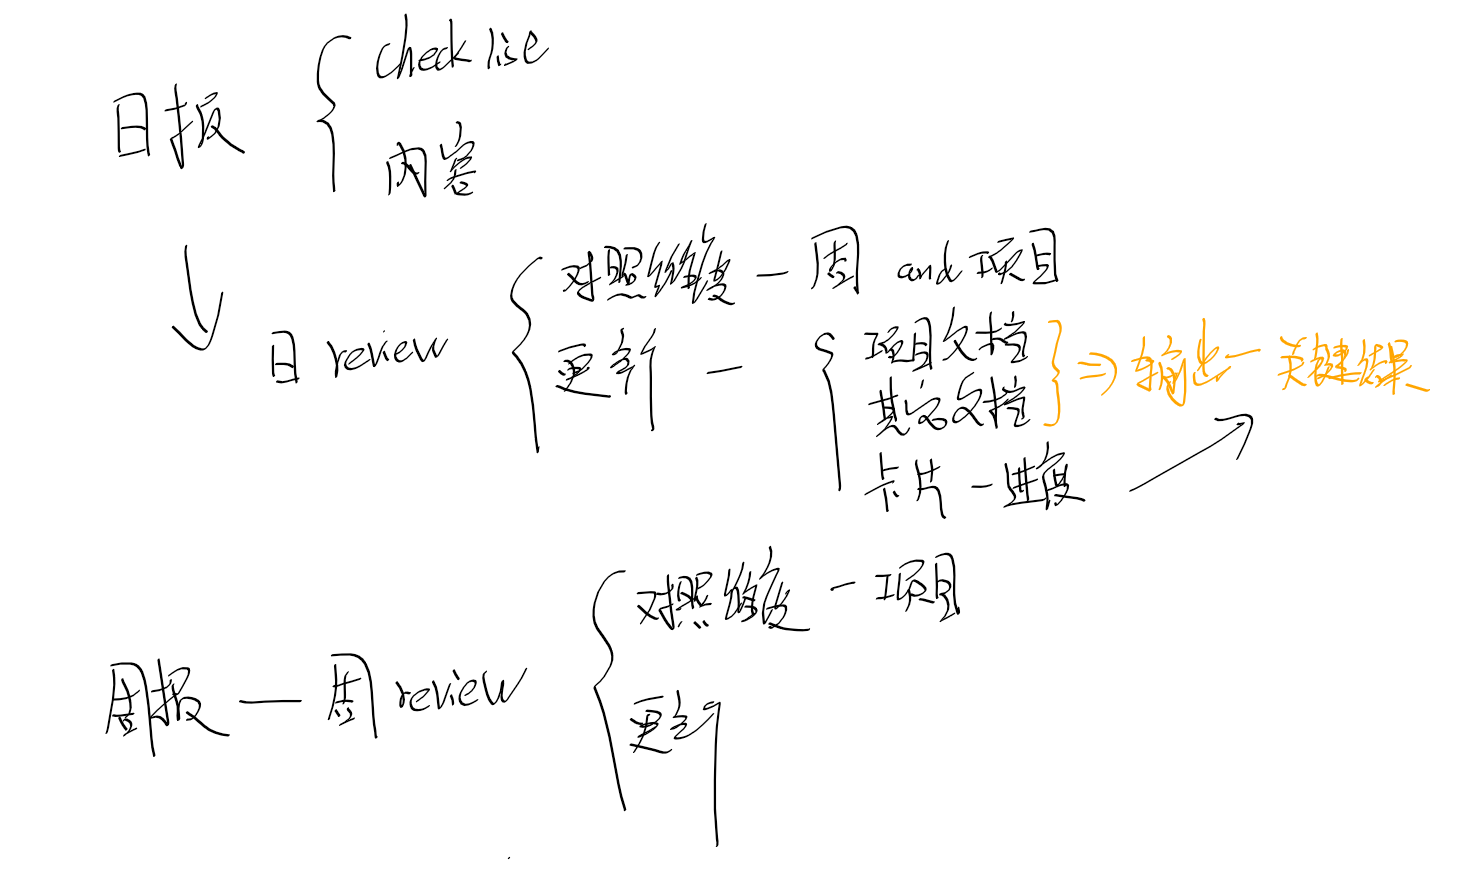 checklist
日报
内容
对照维度 — 周 and 项目
日 review
更新 —
项目文档
其它文档
⇒ 输出 — 关键结果
卡片 — 进度
对照维度 — 项目
周报 — 周 review
更新